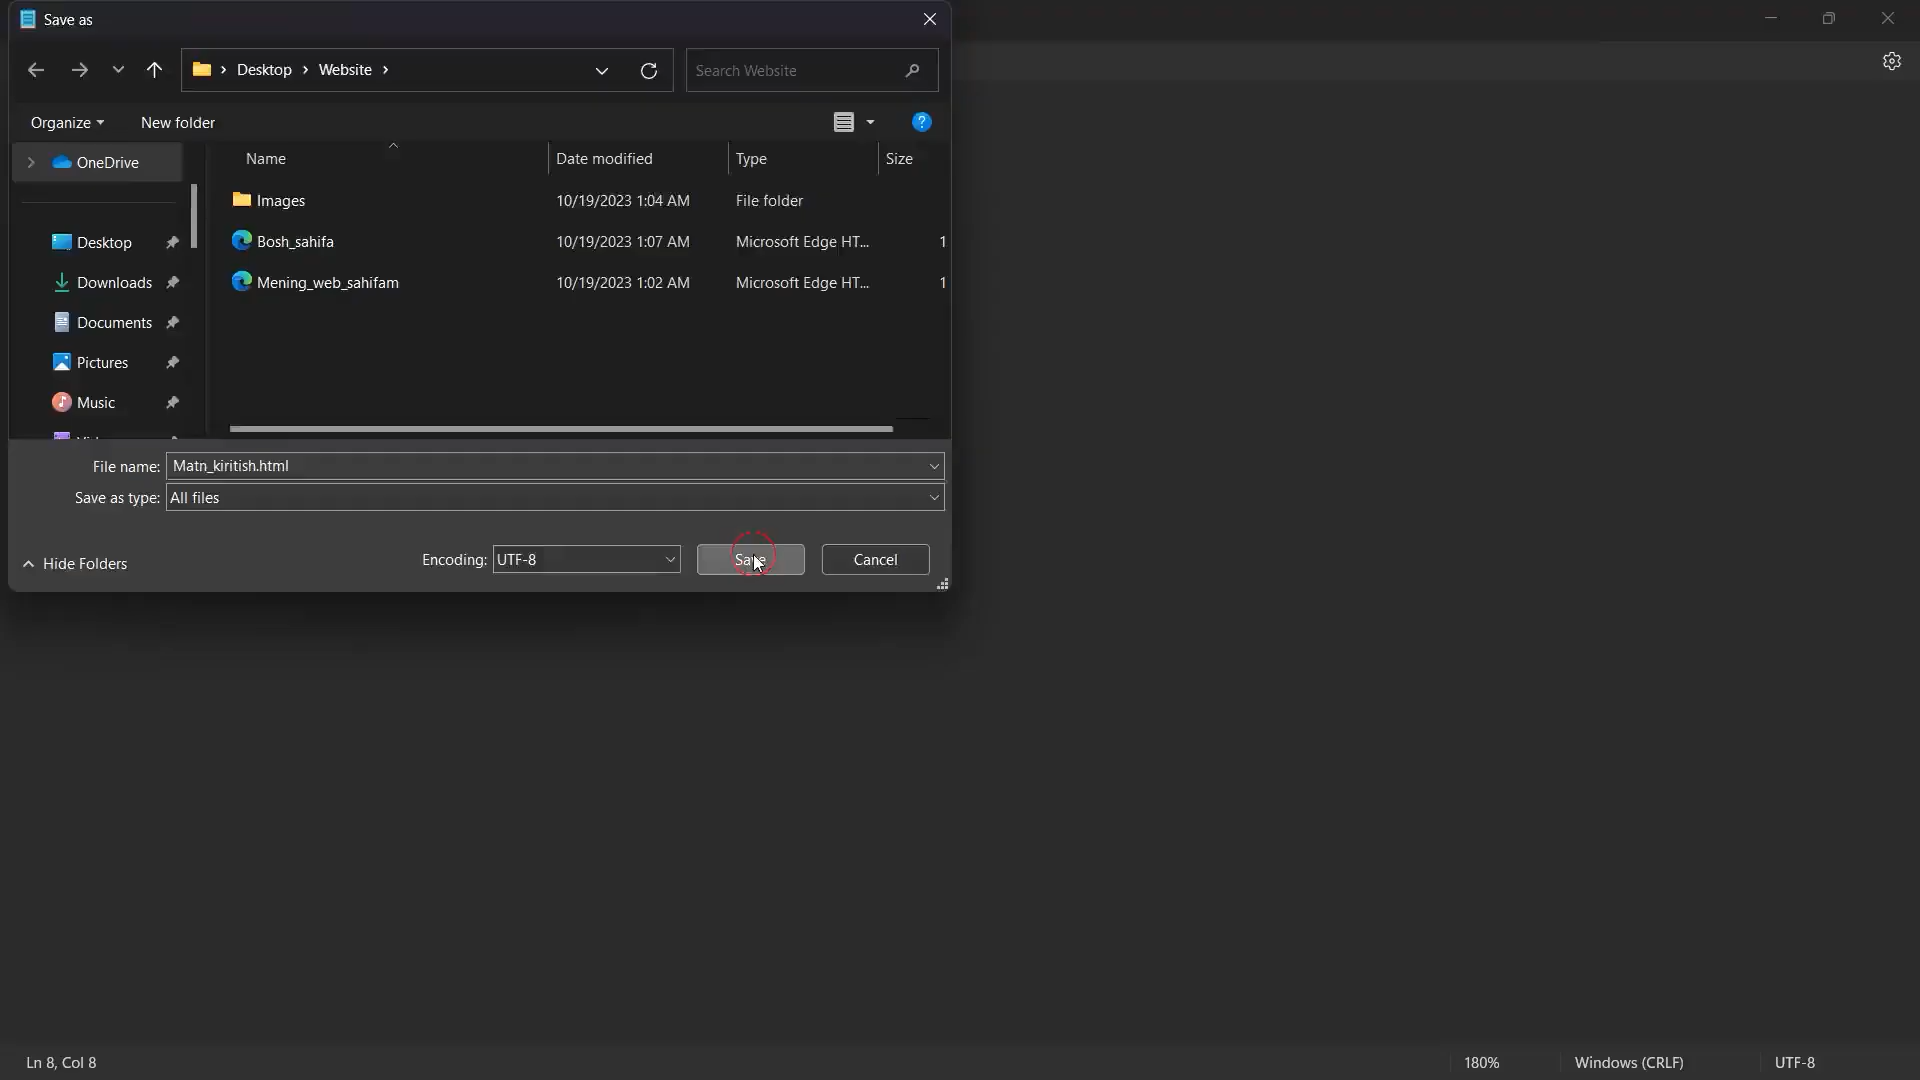 Save as
Desktop > Website >
Search Website
Organize
New folder
OneDrive
Desktop
Downloads
Documents
Pictures
Music
Name Date modified Type Size
Images 10/19/2023 1:04 AM File folder
Bosh_sahifa 10/19/2023 1:07 AM Microsoft Edge HT... 1
Mening_web_sahifam 10/19/2023 1:02 AM Microsoft Edge HT... 1
File name: Matn_kiritish.html
Save as type: All files
Hide Folders
Encoding: UTF-8
Save
Cancel
Ln 8, Col 8
180%
Windows (CRLF)
UTF-8